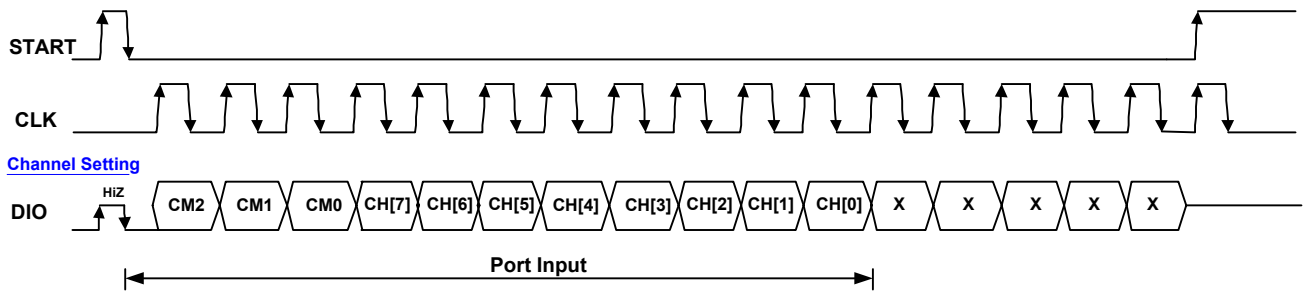 START
CLK
Channel Setting
HiZ
DIO
CM2 CM1 CM0 CH[7] CH[6] CH[5] CH[4] CH[3] CH[2] CH[1] CH[0] X X X X X
Port Input